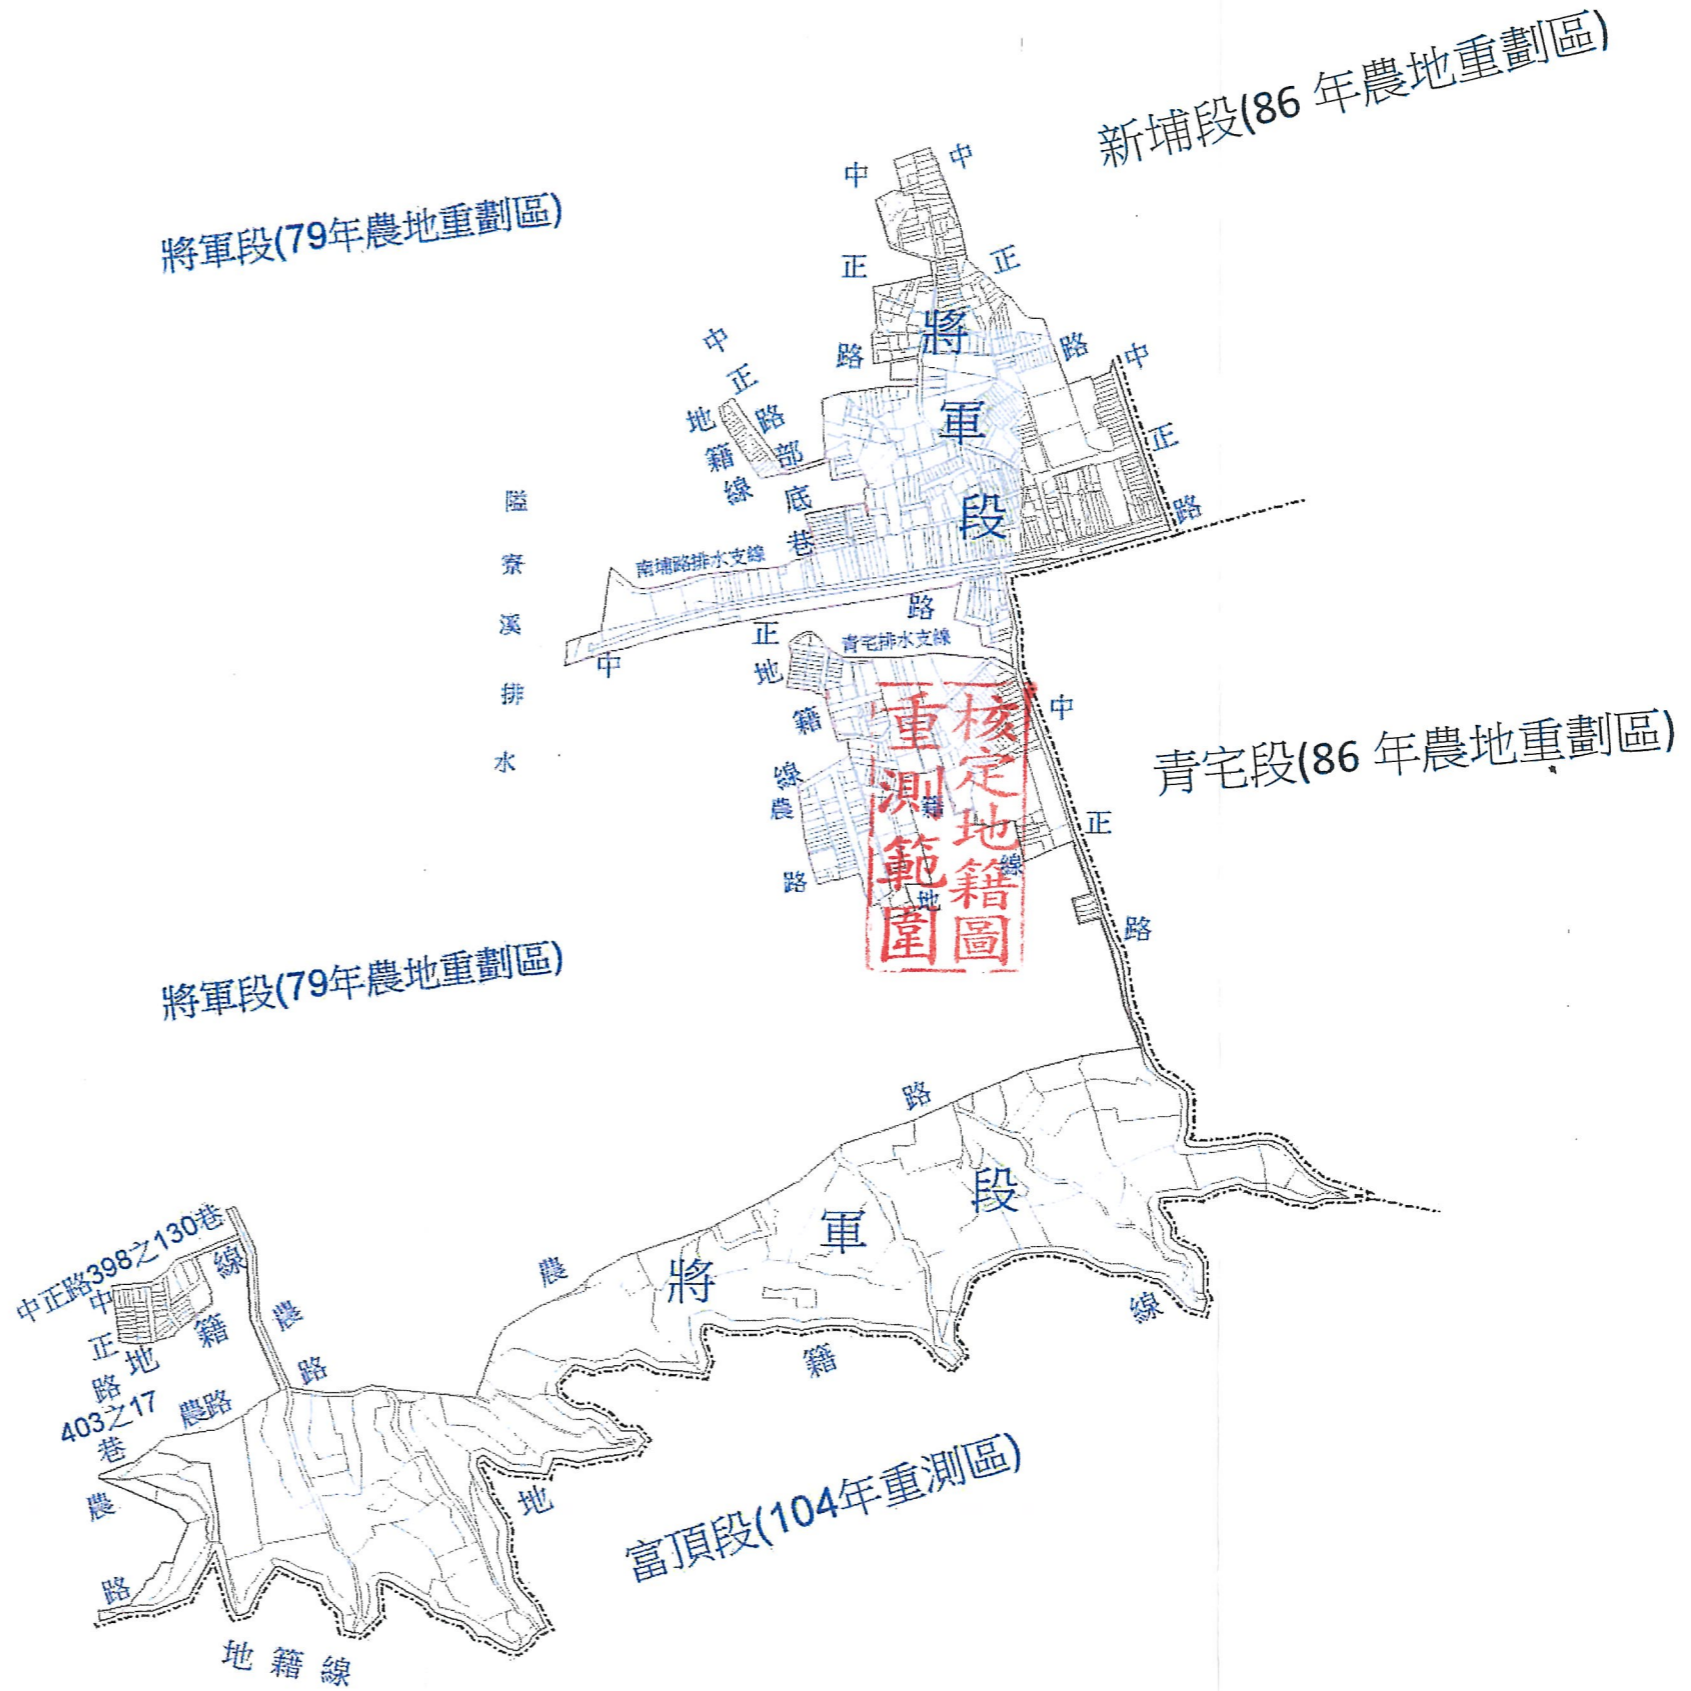 新埔段(86 年農地重劃區)
將軍段(79年農地重劃區)
中正路
中正路
將軍段
中正路
中正路部底巷
地籍線
隘寮溪排水
南埔路排水支線
中正路
青宅排水支線
地籍線
農路
核定地籍圖
重測範圍
地籍線
中正路
青宅段(86 年農地重劃區)
將軍段(79年農地重劃區)
農路
將軍段
地籍線
中正路398之130巷
中正路
403之17
巷
地籍線
農路
農路
農路
富頂段(104年重測區)
地籍線